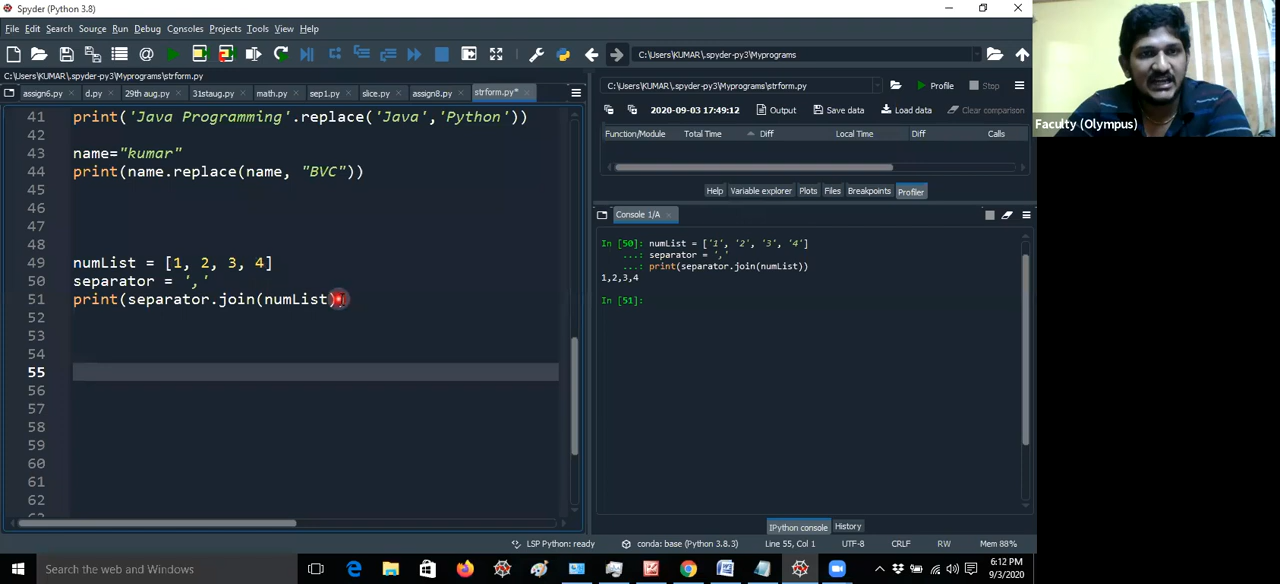 Spyder (Python 3.8)
File Edit Search Source Run Debug Consoles Projects Tools View Help
C:\Users\KUMAR\.spyder-py3\Myprograms
C:\Users\KUMAR\.spyder-py3\Myprograms\strform.py
assign6.py d.py 29th aug.py 31staug.py math.py sep1.py slice.py assign8.py strform.py*
C:\Users\KUMAR\.spyder-py3\Myprograms\strform.py Profile Stop
2020-09-03 17:49:12 Output Save data Load data Clear comparison
Function/Module Total Time Diff Local Time Diff Calls
Help Variable explorer Plots Files Breakpoints Profiler
Faculty (Olympus)
41 print('Java Programming'.replace('Java','Python'))
42
43 name="kumar"
44 print(name.replace(name, "BVC"))
45
46
47
48
49 numList = [1, 2, 3, 4]
50 separator = ','
51 print(separator.join(numList)
52
53
54
55
56
57
58
59
60
61
62
Console 1/A
In [50]: numList = ['1', '2', '3', '4']
...: separator = ','
...: print(separator.join(numList))
1,2,3,4
In [51]:
IPython console History
LSP Python: ready conda: base (Python 3.8.3) Line 55, Col 1 UTF-8 CRLF RW Mem 88%
Search the web and Windows
6:12 PM
9/3/2020